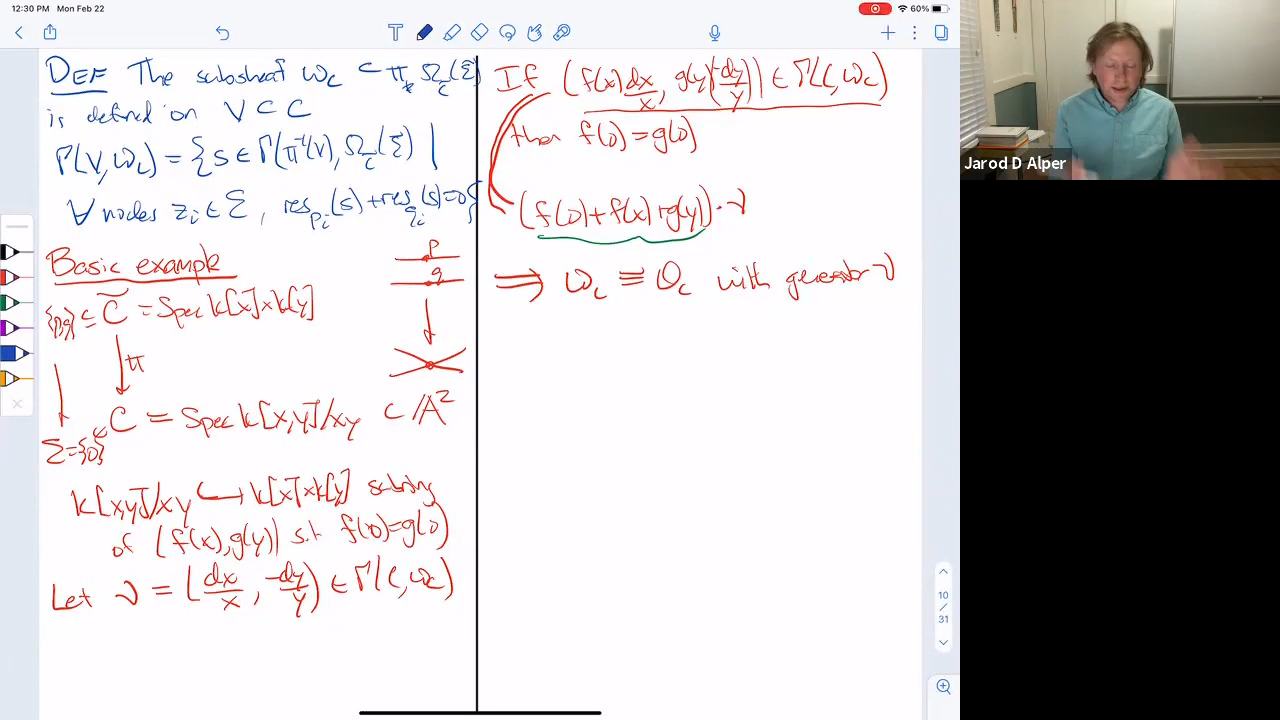 12:30 PM Mon Feb 22
60%
DEF The subsheaf ω_C ⊂ π_* Ω_C̃(Σ̃)
is defined on V ⊂ C
Γ(V, ω_C) = { s ∈ Γ(π⁻¹(V), Ω_C̃(Σ̃) |
∀ nodes z_i ∈ Σ, res_{p_i}(s) + res_{q_i}(s) = 0 }
Basic example
{p,q} ⊆ C̃ = Spec k[x] × k[y]
p
q
π
C = Spec k[x,y]/xy ⊂ A²
Σ = {0}
k[x,y]/xy ↪ k[x] × k[y] subring
of (f(x), g(y)) s.t. f(0) = g(0)
Let ν = (dx/x, -dy/y) ∈ Γ(C, ω_C)
If (f(x) dx/x, g(y)(-dy/y)) ∈ Γ(C, ω_C)
then f(0) = g(0)
(f(0) + f(x) + g(y)) · ν
⟹ ω_C ≅ O_C with generator ν
Jarod D Alper
10
/
31